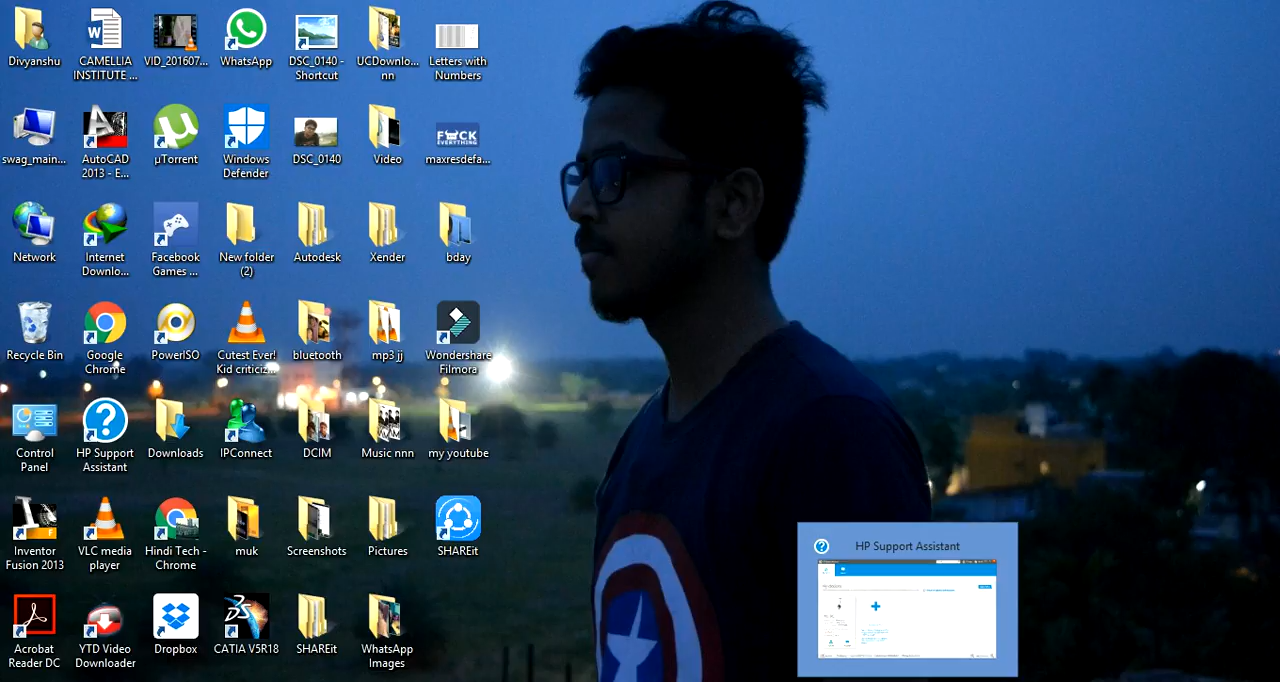 Divyanshu
CAMELLIA
INSTITUTE ...
VID_201607...
WhatsApp
DSC_0140 -
Shortcut
UCDownlo...
nn
Letters with
Numbers
swag_main...
AutoCAD
2013 - E...
µTorrent
Windows
Defender
DSC_0140
Video
F CK
EVERYTHING
maxresdefa...
Network
Internet
Downlo...
Facebook
Games ...
New folder
(2)
Autodesk
Xender
bday
Recycle Bin
Google
Chrome
PowerISO
Cutest Ever!
Kid criticiz...
bluetooth
mp3 jj
Wondershare
Filmora
Control
Panel
HP Support
Assistant
Downloads
IPConnect
DCIM
Music nnn
my youtube
Inventor
Fusion 2013
VLC media
player
Hindi Tech -
Chrome
muk
Screenshots
Pictures
SHAREit
HP Support Assistant
Acrobat
Reader DC
YTD Video
Downloader
Dropbox
CATIA V5R18
SHAREit
WhatsApp
Images